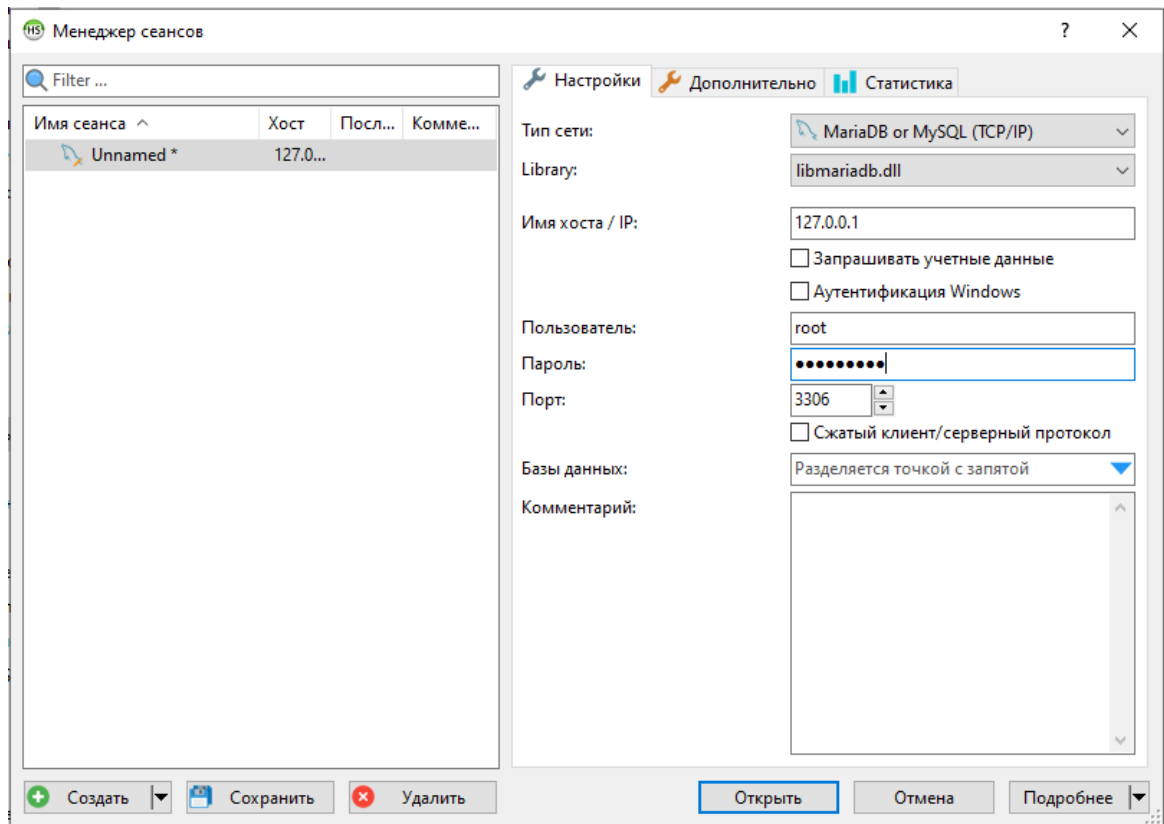 Менеджер сеансов
?
Filter ...
Имя сеанса Хост Посл... Комме...
Unnamed * 127.0...
Настройки Дополнительно Статистика
Тип сети: MariaDB or MySQL (TCP/IP)
Library: libmariadb.dll
Имя хоста / IP: 127.0.0.1
Запрашивать учетные данные
Аутентификация Windows
Пользователь: root
Пароль: •••••••••
Порт: 3306
Сжатый клиент/серверный протокол
Базы данных: Разделяется точкой с запятой
Комментарий:
Создать Сохранить Удалить Открыть Отмена Подробнее